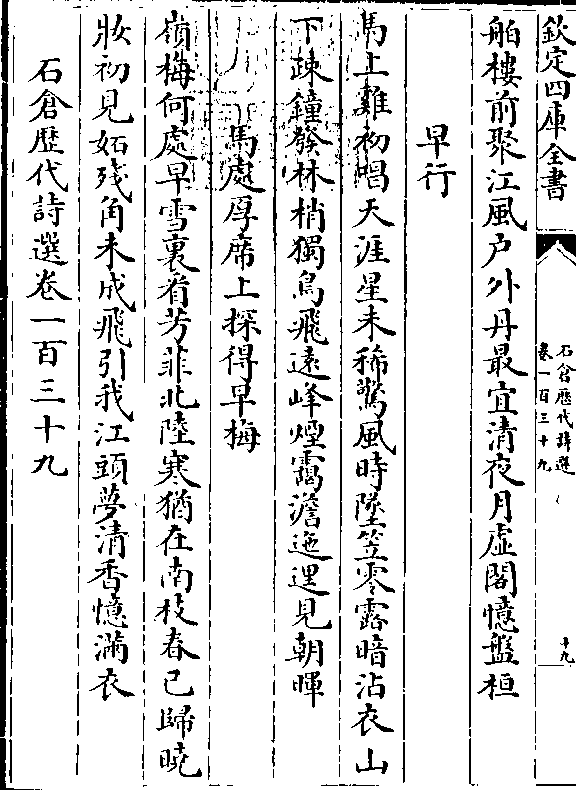 欽定四庫全書
石倉歷代詩選
卷一百三十九
十九
船樓前聚江風户外丹最宜清夜月虛閣憶盤桓
早行
馬上雞初唱天涯星未稀驚風時墜笠零露暗沾衣山
下疎鐘發林梢獨鳥飛遠峰煙靄澹迤邐見朝暉
馬處厚席上探得早梅
嶺梅何處早雪裏看芳菲北陸寒猶在南枝春已歸曉
妝初見妬殘角未成飛引我江頭夢清香憶滿衣
石倉歷代詩選卷一百三十九